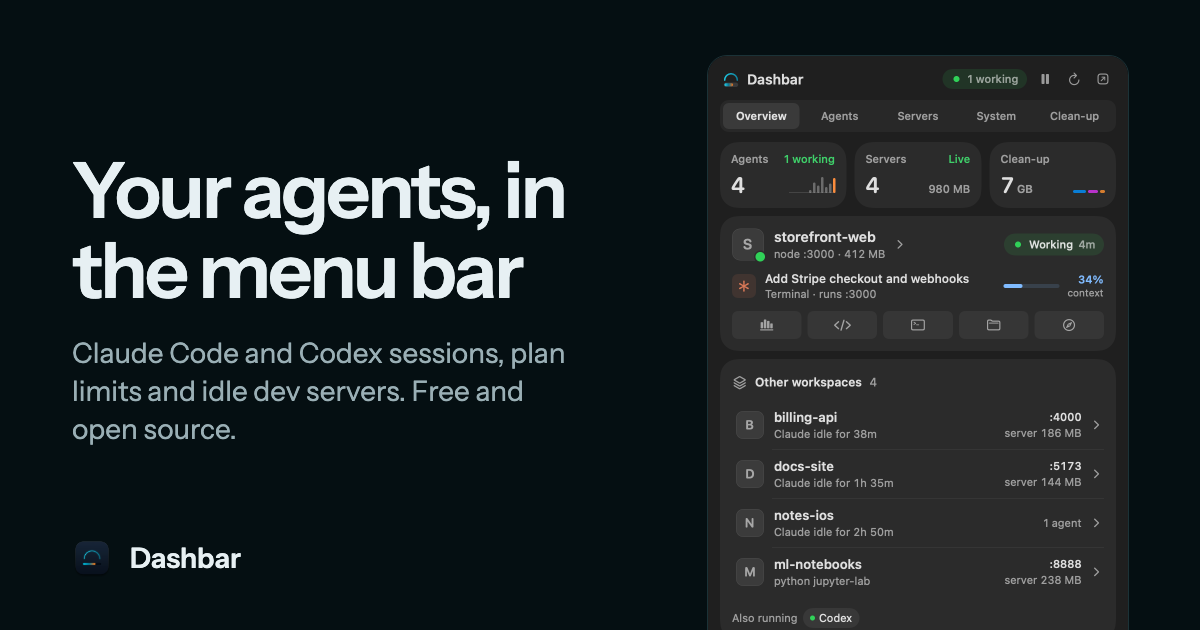 Your agents, in
the menu bar
Claude Code and Codex sessions, plan
limits and idle dev servers. Free and
open source.
Dashbar
Dashbar
1 working
Overview
Agents
Servers
System
Clean-up
Agents
1 working
4
Servers
Live
4
980 MB
Clean-up
7 GB
S
storefront-web
node :3000 · 412 MB
Working 4m
Add Stripe checkout and webhooks
Terminal · runs :3000
34%
context
Other workspaces 4
B
billing-api
Claude idle for 38m
:4000
server 186 MB
D
docs-site
Claude idle for 1h 35m
:5173
server 144 MB
N
notes-ios
Claude idle for 2h 50m
1 agent
M
ml-notebooks
python jupyter-lab
:8888
server 238 MB
Also running
Codex